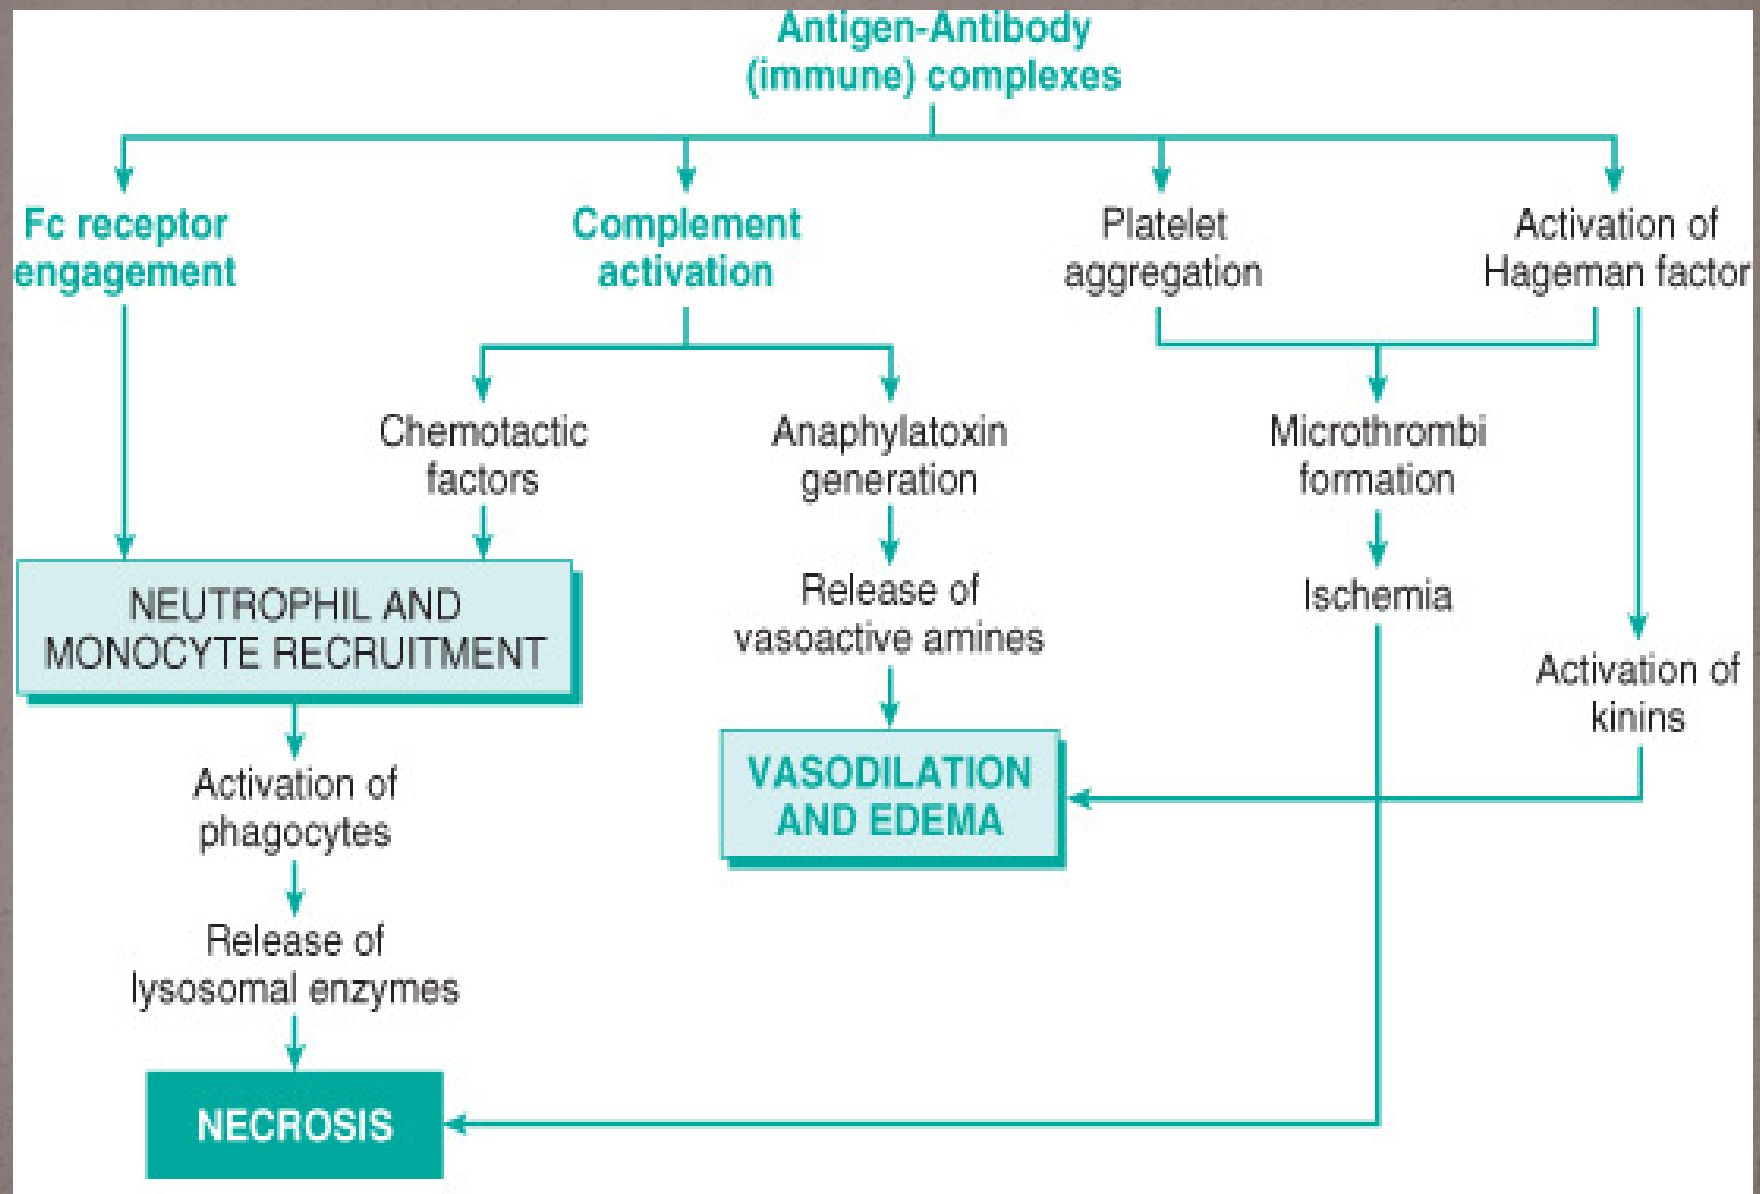 Antigen-Antibody
(immune) complexes
Fc receptor
engagement
Complement
activation
Platelet
aggregation
Activation of
Hageman factor
Chemotactic
factors
Anaphylatoxin
generation
Microthrombi
formation
NEUTROPHIL AND
MONOCYTE RECRUITMENT
Release of
vasoactive amines
Ischemia
Activation of
kinins
Activation of
phagocytes
VASODILATION
AND EDEMA
Release of
lysosomal enzymes
NECROSIS